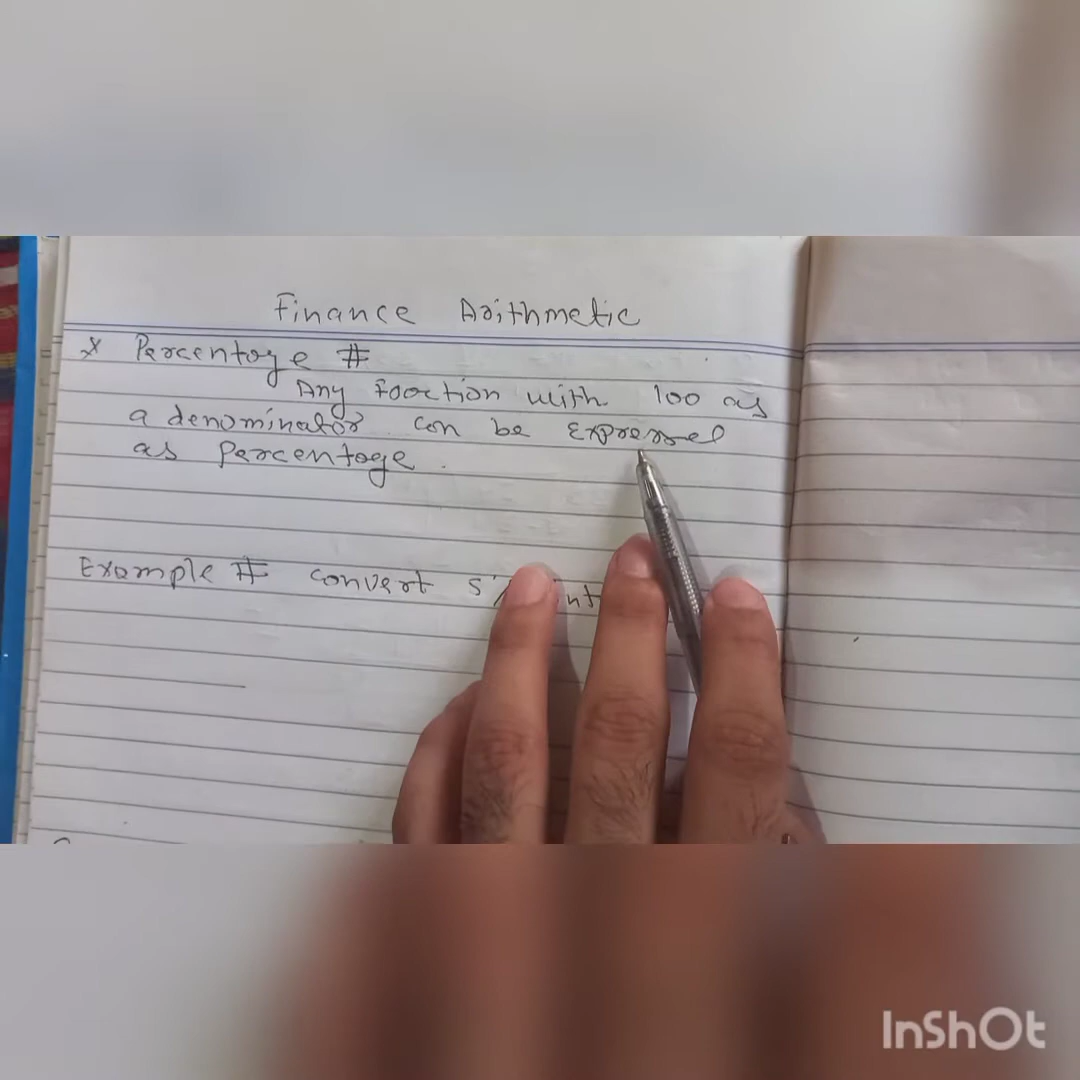 Finance Arithmetic
* Percentage #
Any fraction with 100 as
a denominator can be Expressed
as Percentage.
Example # convert
InShOt